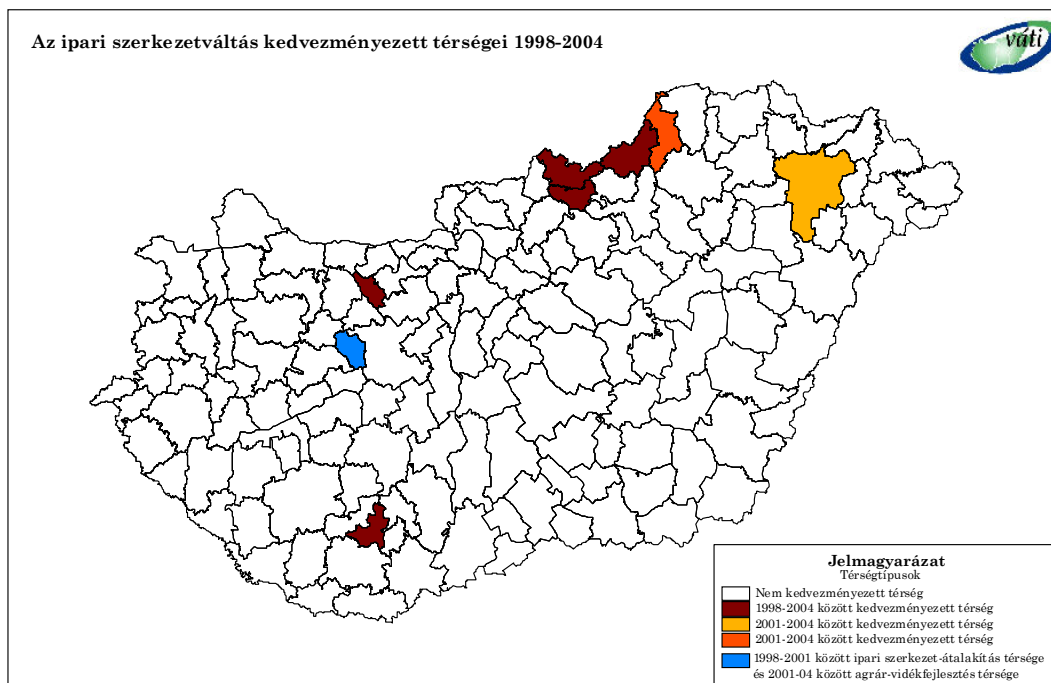 Az ipari szerkezetváltás kedvezményezett térségei 1998-2004
váti
Jelmagyarázat
Térségtípusok
Nem kedvezményezett térség
1998-2004 között kedvezményezett térség
2001-2004 között kedvezményezett térség
2001-2004 között kedvezményezett térség
1998-2001 között ipari szerkezet-átalakítás térsége
és 2001-04 között agrár-vidékfejlesztés térsége